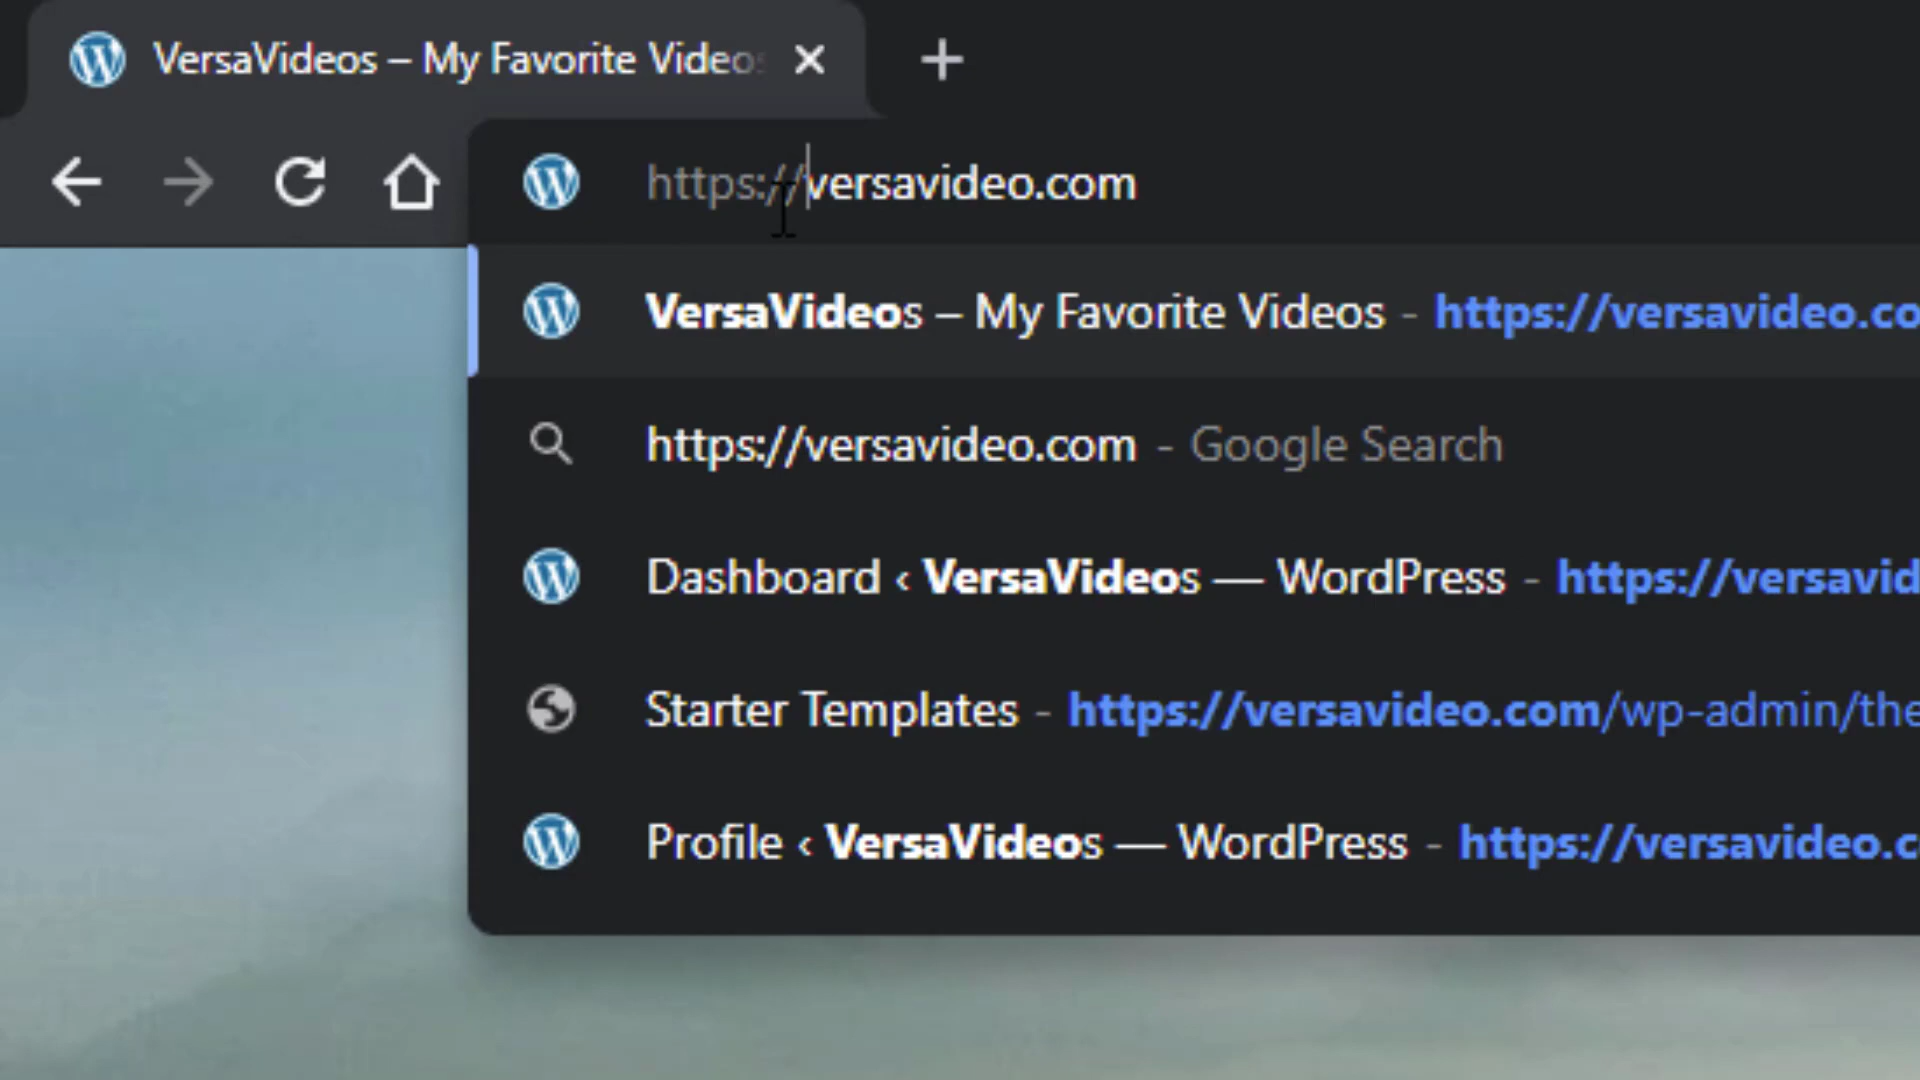 VersaVideos – My Favorite Videos
https://versavideo.com
VersaVideos – My Favorite Videos - https://versavideo.co
https://versavideo.com - Google Search
Dashboard ‹ VersaVideos — WordPress - https://versavid
Starter Templates - https://versavideo.com/wp-admin/the
Profile ‹ VersaVideos — WordPress - https://versavideo.c